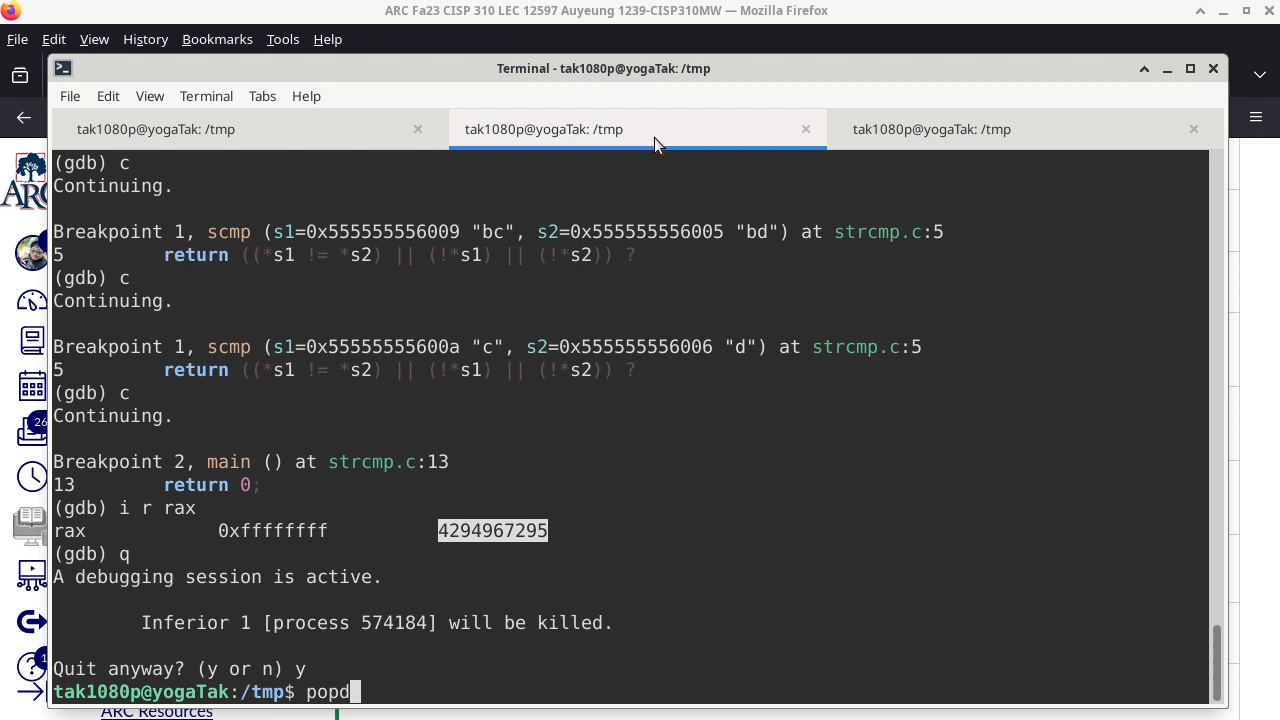 ARC Fa23 CISP 310 LEC 12597 Auyeung 1239-CISP310MW — Mozilla Firefox
File Edit View History Bookmarks Tools Help
Terminal - tak1080p@yogaTak: /tmp
File Edit View Terminal Tabs Help
tak1080p@yogaTak: /tmp
tak1080p@yogaTak: /tmp
tak1080p@yogaTak: /tmp
(gdb) c
Continuing.
Breakpoint 1, scmp (s1=0x555555556009 "bc", s2=0x555555556005 "bd") at strcmp.c:5
5 return ((*s1 != *s2) || (!*s1) || (!*s2)) ?
(gdb) c
Continuing.
Breakpoint 1, scmp (s1=0x55555555600a "c", s2=0x555555556006 "d") at strcmp.c:5
5 return ((*s1 != *s2) || (!*s1) || (!*s2)) ?
(gdb) c
Continuing.
Breakpoint 2, main () at strcmp.c:13
13 return 0;
(gdb) i r rax
rax 0xffffffff 4294967295
(gdb) q
A debugging session is active.
Inferior 1 [process 574184] will be killed.
Quit anyway? (y or n) y
tak1080p@yogaTak:/tmp$ popd
ARC
26
1
ARC Resources